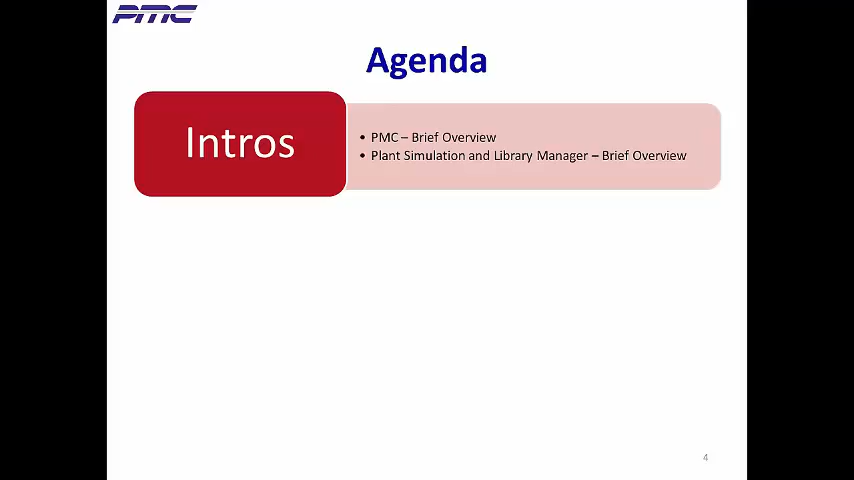 PMC
Agenda
Intros
• PMC – Brief Overview
• Plant Simulation and Library Manager – Brief Overview
4